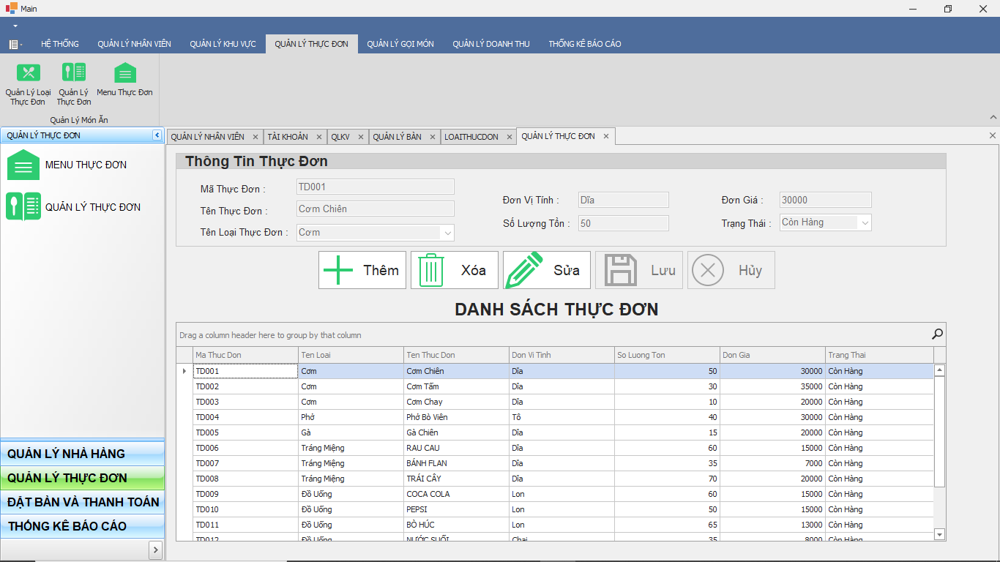 Main
HỆ THỐNG QUẢN LÝ NHÂN VIÊN QUẢN LÝ KHU VỰC QUẢN LÝ THỰC ĐƠN QUẢN LÝ GỌI MÓN QUẢN LÝ DOANH THU THỐNG KÊ BÁO CÁO
Quản Lý Loại Thực Đơn
Quản Lý Thực Đơn
Menu Thực Đơn
Quản Lý Món Ăn
QUẢN LÝ THỰC ĐƠN
MENU THỰC ĐƠN
QUẢN LÝ THỰC ĐƠN
QUẢN LÝ NHÀ HÀNG
QUẢN LÝ THỰC ĐƠN
ĐẶT BÀN VÀ THANH TOÁN
THỐNG KÊ BÁO CÁO
QUẢN LÝ NHÂN VIÊN TÀI KHOẢN QLKV QUẢN LÝ BÀN LOAITHUCDON QUẢN LÝ THỰC ĐƠN
Thông Tin Thực Đơn
Mã Thực Đơn : TD001
Tên Thực Đơn : Cơm Chiên
Tên Loại Thực Đơn : Cơm
Đơn Vị Tính : Dĩa
Số Lượng Tồn : 50
Đơn Giá : 30000
Trạng Thái : Còn Hàng
Thêm Xóa Sửa Lưu Hủy
DANH SÁCH THỰC ĐƠN
Drag a column header here to group by that column
Ma Thuc Don Ten Loai Ten Thuc Don Don Vi Tinh So Luong Ton Don Gia Trang Thai
TD001 Cơm Cơm Chiên Dĩa 50 30000 Còn Hàng
TD002 Cơm Cơm Tấm Dĩa 30 35000 Còn Hàng
TD003 Cơm Cơm Chay Dĩa 10 20000 Còn Hàng
TD004 Phở Phở Bò Viên Tô 40 30000 Còn Hàng
TD005 Gà Gà Chiên Dĩa 15 20000 Còn Hàng
TD006 Tráng Miệng RAU CAU Dĩa 60 15000 Còn Hàng
TD007 Tráng Miệng BÁNH FLAN Dĩa 35 7000 Còn Hàng
TD008 Tráng Miệng TRÁI CÂY Dĩa 70 20000 Còn Hàng
TD009 Đồ Uống COCA COLA Lon 60 15000 Còn Hàng
TD010 Đồ Uống PEPSI Lon 50 15000 Còn Hàng
TD011 Đồ Uống BÒ HÚC Lon 65 13000 Còn Hàng
TD012 Đồ Uống NƯỚC SUỐI Chai 35 8000 Còn Hàng